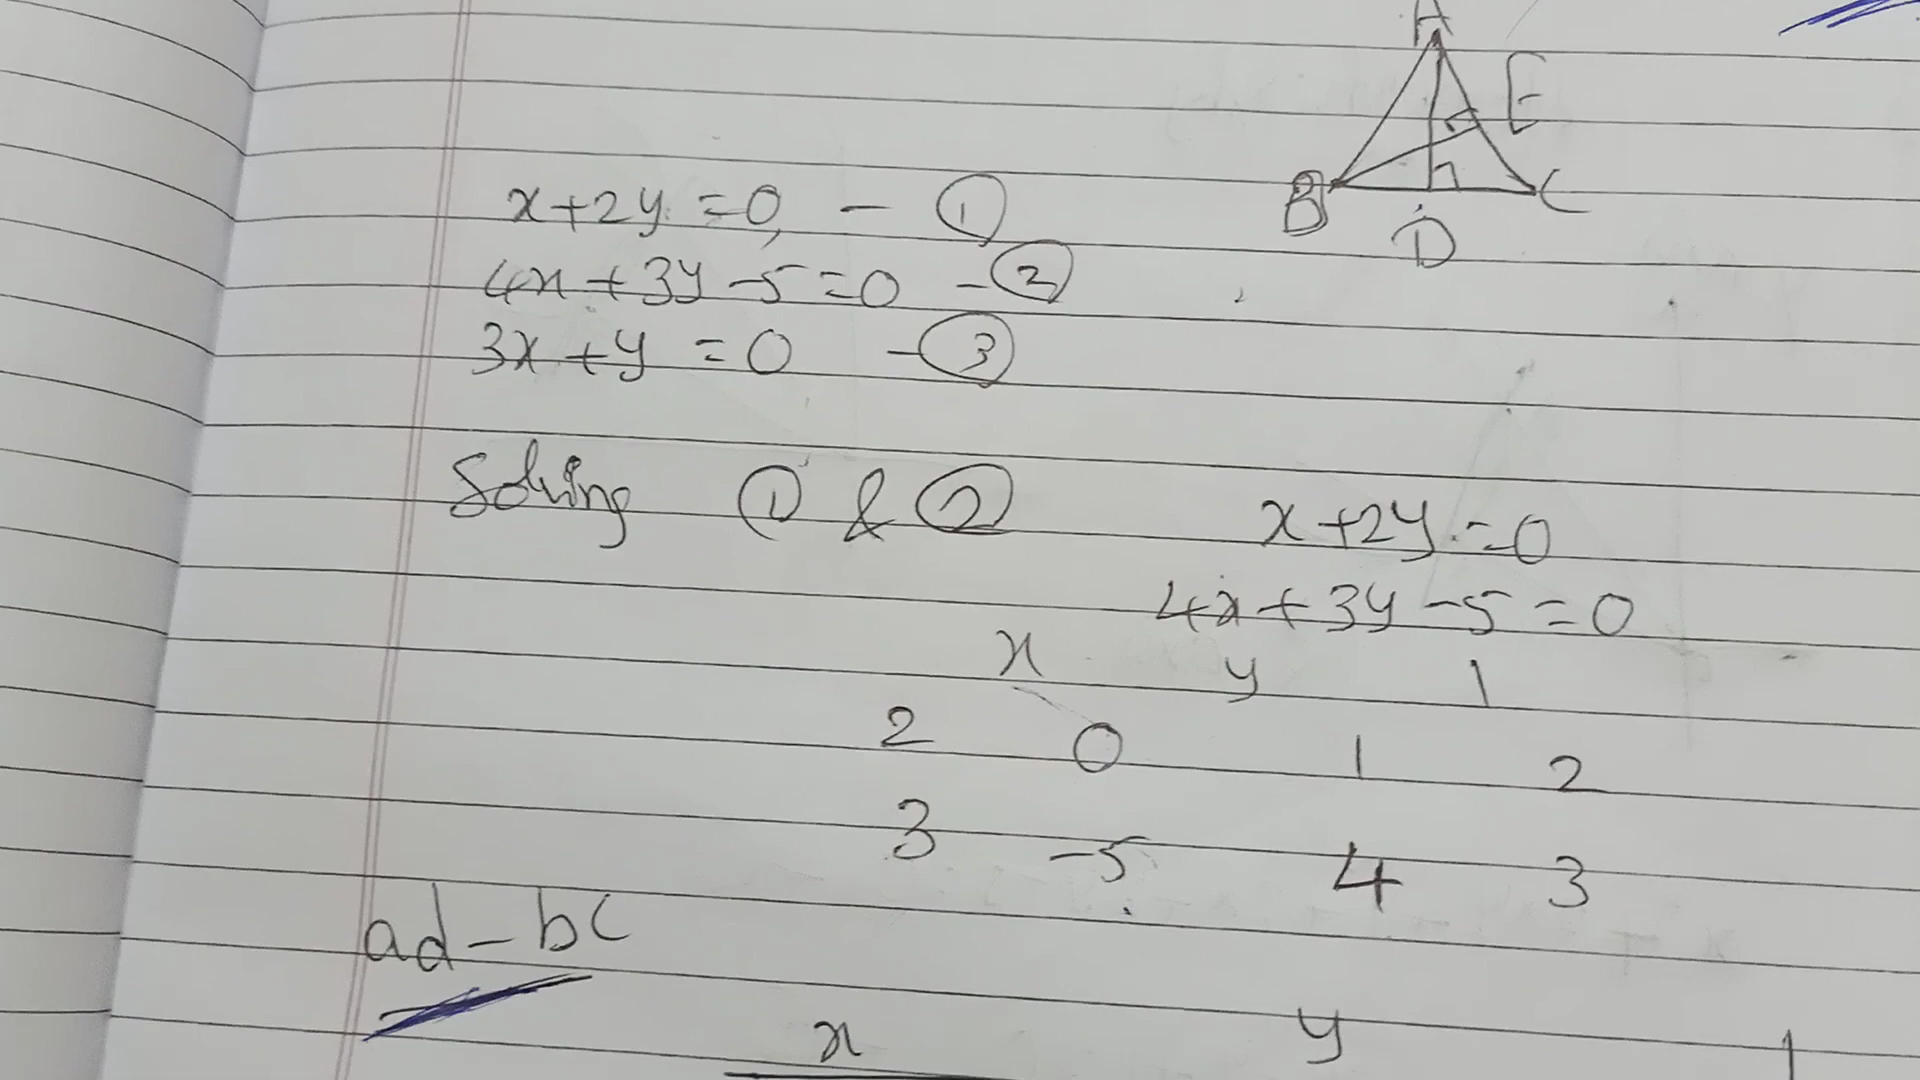 A
E
B
D
C
x+2y=0, - ①
4x+3y-5=0 - ②
3x+y=0 - ③
Solving ① & ②
x+2y=0
4x+3y-5=0
x y 1
2 0 1 2
3 -5 4 3
ad-bc
x y 1